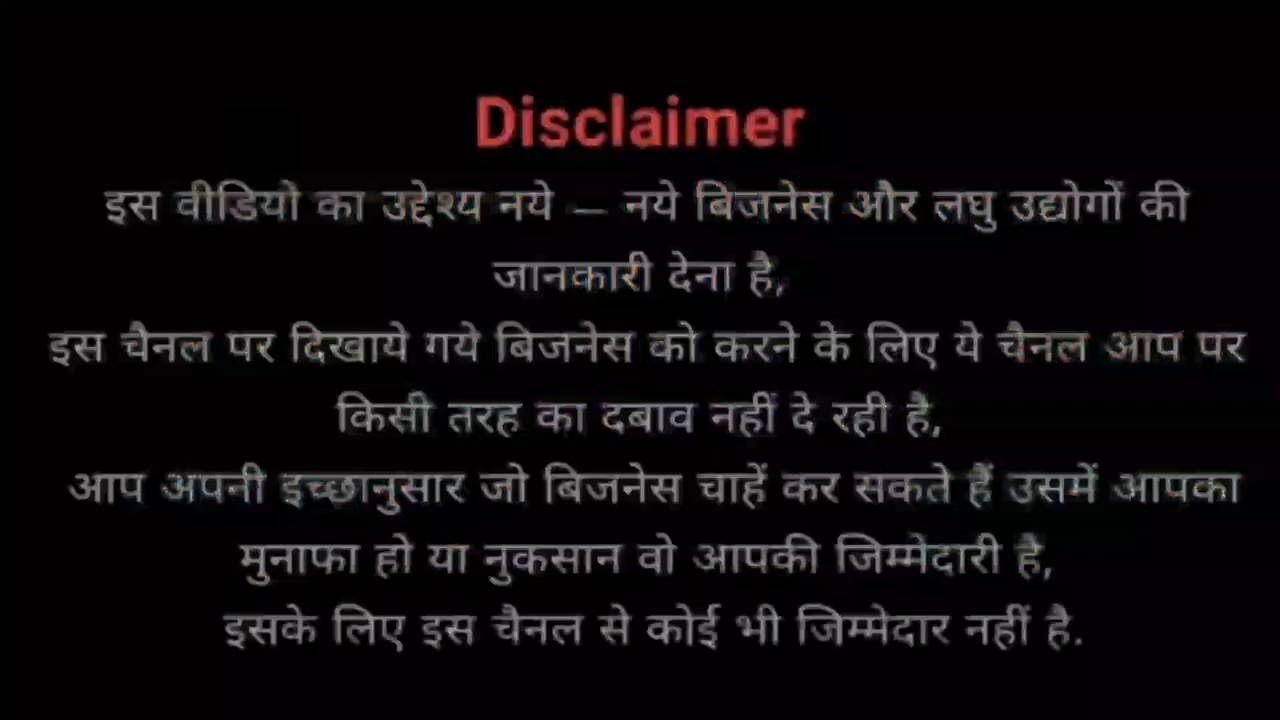 Disclaimer
इस वीडियो का उद्देश्य नये — नये बिजनेस और लघु उद्योगों की
जानकारी देना है,
इस चैनल पर दिखाये गये बिजनेस को करने के लिए ये चैनल आप पर
किसी तरह का दबाव नहीं दे रही है,
आप अपनी इच्छानुसार जो बिजनेस चाहें कर सकते हैं उसमें आपका
मुनाफा हो या नुकसान वो आपकी जिम्मेदारी है,
इसके लिए इस चैनल से कोई भी जिम्मेदार नहीं है.